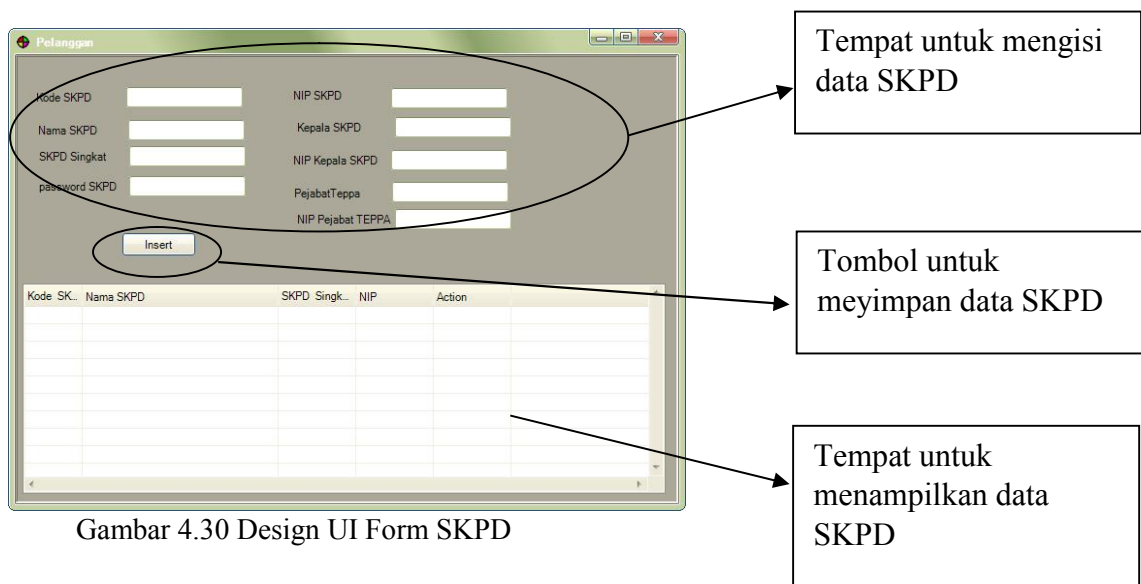 Pelanggan
Kode SKPD
NIP SKPD
Nama SKPD
Kepala SKPD
SKPD Singkat
NIP Kepala SKPD
password SKPD
PejabatTeppa
NIP Pejabat TEPPA
Insert
Kode SK... Nama SKPD SKPD Singk... NIP Action
Tempat untuk mengisi
data SKPD
Tombol untuk
meyimpan data SKPD
Tempat untuk
menampilkan data
SKPD
Gambar 4.30 Design UI Form SKPD